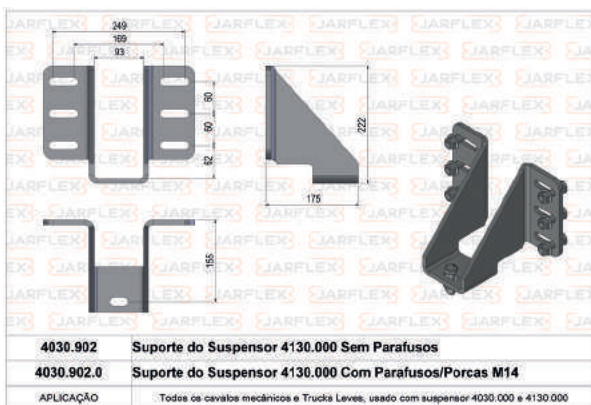 JARFLEX
249
169
93
60
60
62
222
175
155
4030.902 Suporte do Suspensor 4130.000 Sem Parafusos
4030.902.0 Suporte do Suspensor 4130.000 Com Parafusos/Porcas M14
APLICAÇÃO Todos os cavalos mecânicos e Trucks Leves, usado com suspensor 4030.000 e 4130.000